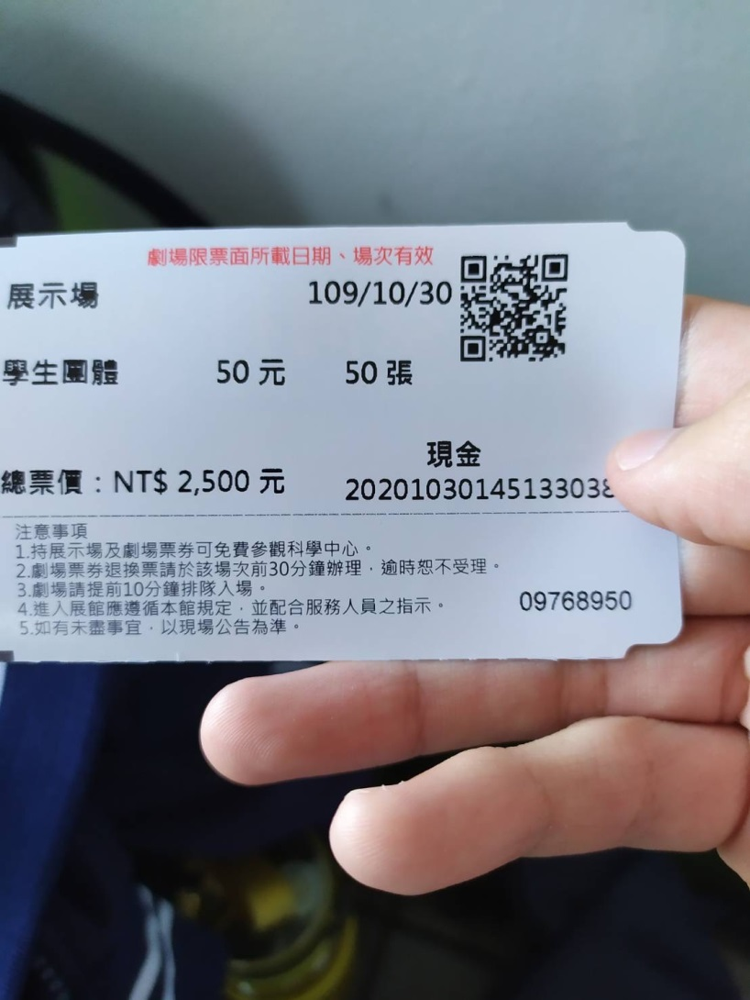 劇場限票面所載日期、場次有效
展示場 109/10/30
學生團體 50 元 50 張
現金
總票價：NT$ 2,500 元 2020103014513303
注意事項
1.持展示場及劇場票券可免費參觀科學中心。
2.劇場票券退換票請於該場次前30分鐘辦理，逾時恕不受理。
3.劇場請提前10分鐘排隊入場。
4.進入展館應遵循本館規定，並配合服務人員之指示。
5.如有未盡事宜，以現場公告為準。
09768950